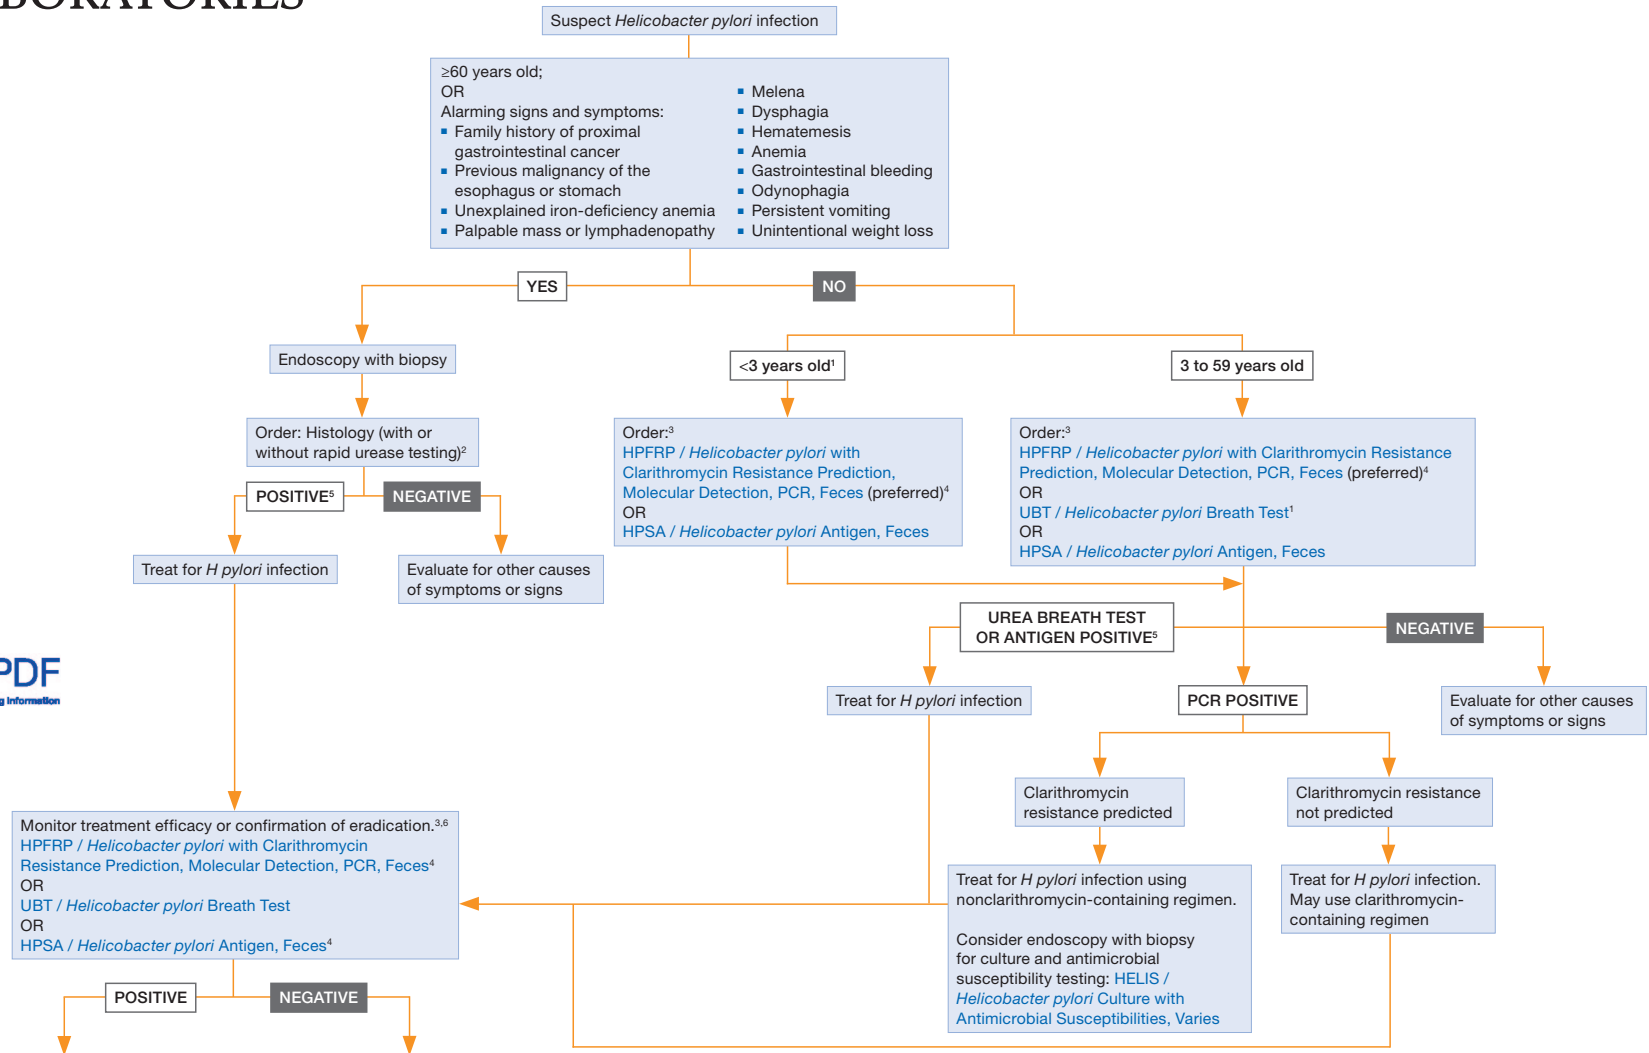 BORATORIES
Suspect Helicobacter pylori infection
≥60 years old;
OR
Alarming signs and symptoms:
▪ Family history of proximal
gastrointestinal cancer
▪ Previous malignancy of the
esophagus or stomach
▪ Unexplained iron-deficiency anemia
▪ Palpable mass or lymphadenopathy
▪ Melena
▪ Dysphagia
▪ Hematemesis
▪ Anemia
▪ Gastrointestinal bleeding
▪ Odynophagia
▪ Persistent vomiting
▪ Unintentional weight loss
YES
NO
Endoscopy with biopsy
<3 years old¹
3 to 59 years old
Order: Histology (with or
without rapid urease testing)²
POSITIVE⁵
NEGATIVE
Treat for H pylori infection
Evaluate for other causes
of symptoms or signs
Order:³
HPFRP / Helicobacter pylori with
Clarithromycin Resistance Prediction,
Molecular Detection, PCR, Feces (preferred)⁴
OR
HPSA / Helicobacter pylori Antigen, Feces
Order:³
HPFRP / Helicobacter pylori with Clarithromycin Resistance
Prediction, Molecular Detection, PCR, Feces (preferred)⁴
OR
UBT / Helicobacter pylori Breath Test¹
OR
HPSA / Helicobacter pylori Antigen, Feces
UREA BREATH TEST
OR ANTIGEN POSITIVE⁵
NEGATIVE
Treat for H pylori infection
PCR POSITIVE
Evaluate for other causes
of symptoms or signs
PDF
Information
Clarithromycin
resistance predicted
Clarithromycin resistance
not predicted
Monitor treatment efficacy or confirmation of eradication.³,⁶
HPFRP / Helicobacter pylori with Clarithromycin
Resistance Prediction, Molecular Detection, PCR, Feces⁴
OR
UBT / Helicobacter pylori Breath Test
OR
HPSA / Helicobacter pylori Antigen, Feces⁴
Treat for H pylori infection using
nonclarithromycin-containing regimen.
Consider endoscopy with biopsy
for culture and antimicrobial
susceptibility testing: HELIS /
Helicobacter pylori Culture with
Antimicrobial Susceptibilities, Varies
Treat for H pylori infection.
May use clarithromycin-
containing regimen
POSITIVE
NEGATIVE